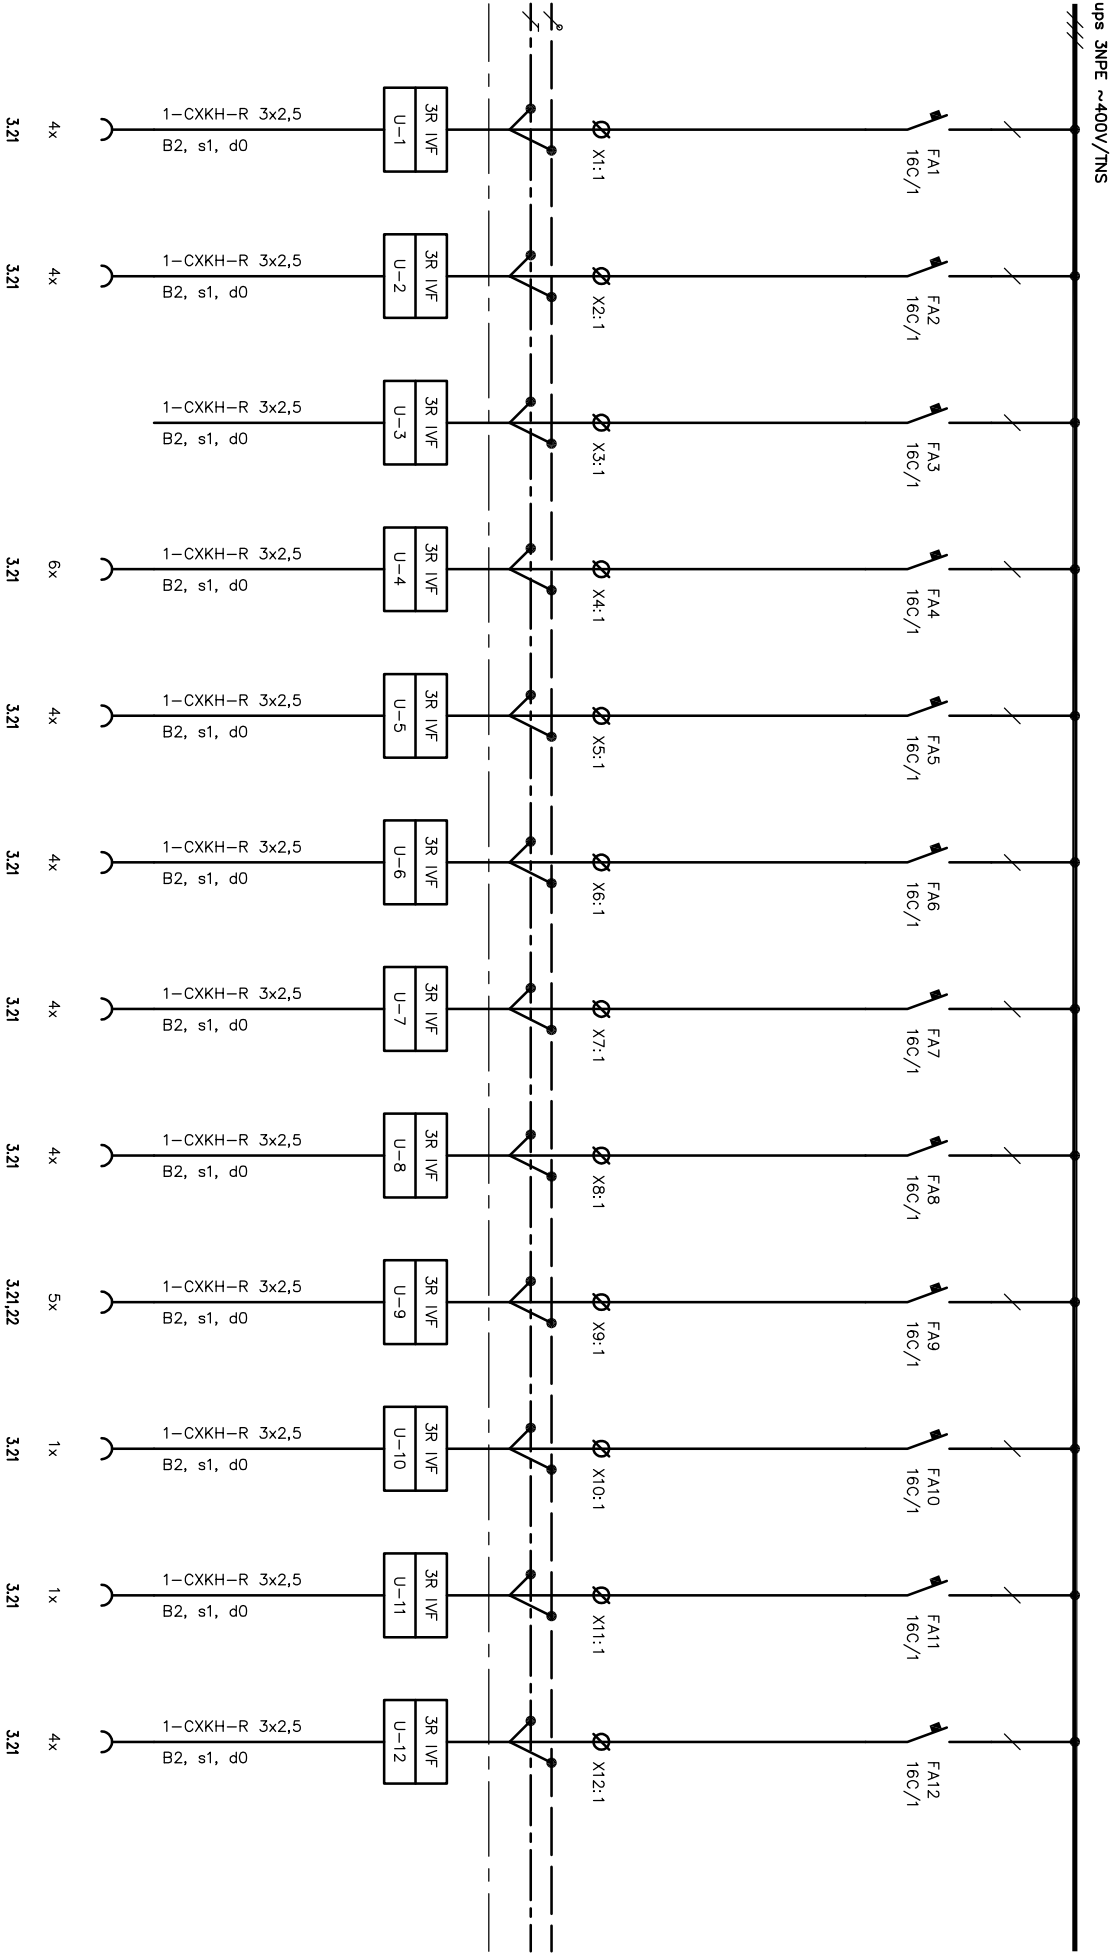 ups 3NPE ~400V/TNS
FA1
16C/1
X1:1
3R IVF
U-1
1-CXKH-R 3x2,5
B2, s1, d0
4x
3.21
FA2
16C/1
X2:1
3R IVF
U-2
1-CXKH-R 3x2,5
B2, s1, d0
4x
3.21
FA3
16C/1
X3:1
3R IVF
U-3
1-CXKH-R 3x2,5
B2, s1, d0
FA4
16C/1
X4:1
3R IVF
U-4
1-CXKH-R 3x2,5
B2, s1, d0
6x
3.21
FA5
16C/1
X5:1
3R IVF
U-5
1-CXKH-R 3x2,5
B2, s1, d0
4x
3.21
FA6
16C/1
X6:1
3R IVF
U-6
1-CXKH-R 3x2,5
B2, s1, d0
4x
3.21
FA7
16C/1
X7:1
3R IVF
U-7
1-CXKH-R 3x2,5
B2, s1, d0
4x
3.21
FA8
16C/1
X8:1
3R IVF
U-8
1-CXKH-R 3x2,5
B2, s1, d0
4x
3.21
FA9
16C/1
X9:1
3R IVF
U-9
1-CXKH-R 3x2,5
B2, s1, d0
5x
3.21,22
FA10
16C/1
X10:1
3R IVF
U-10
1-CXKH-R 3x2,5
B2, s1, d0
1x
3.21
FA11
16C/1
X11:1
3R IVF
U-11
1-CXKH-R 3x2,5
B2, s1, d0
1x
3.21
FA12
16C/1
X12:1
3R IVF
U-12
1-CXKH-R 3x2,5
B2, s1, d0
4x
3.21